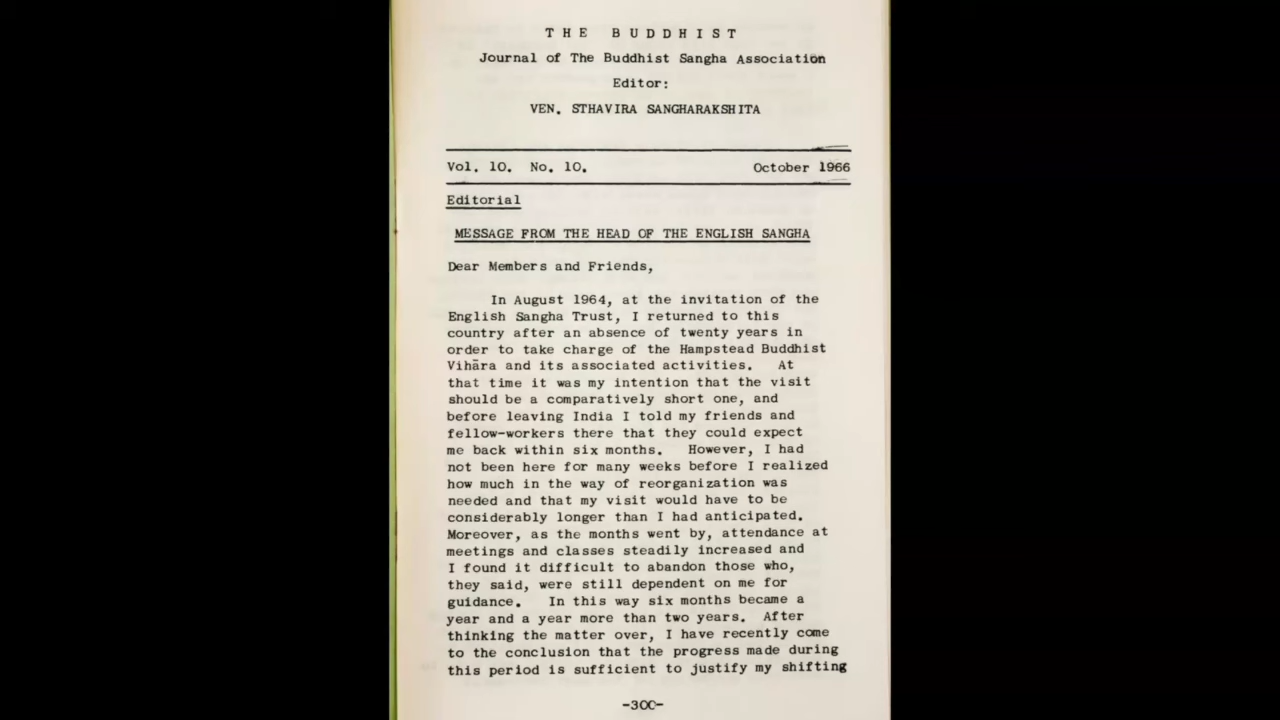 THE BUDDHIST
Journal of The Buddhist Sangha Association
Editor:
VEN. STHAVIRA SANGHARAKSHITA
Vol. 10. No. 10. October 1966
Editorial
MESSAGE FROM THE HEAD OF THE ENGLISH SANGHA
Dear Members and Friends,
In August 1964, at the invitation of the
English Sangha Trust, I returned to this
country after an absence of twenty years in
order to take charge of the Hampstead Buddhist
Vihāra and its associated activities. At
that time it was my intention that the visit
should be a comparatively short one, and
before leaving India I told my friends and
fellow-workers there that they could expect
me back within six months. However, I had
not been here for many weeks before I realized
how much in the way of reorganization was
needed and that my visit would have to be
considerably longer than I had anticipated.
Moreover, as the months went by, attendance at
meetings and classes steadily increased and
I found it difficult to abandon those who,
they said, were still dependent on me for
guidance. In this way six months became a
year and a year more than two years. After
thinking the matter over, I have recently come
to the conclusion that the progress made during
this period is sufficient to justify my shifting
-300-